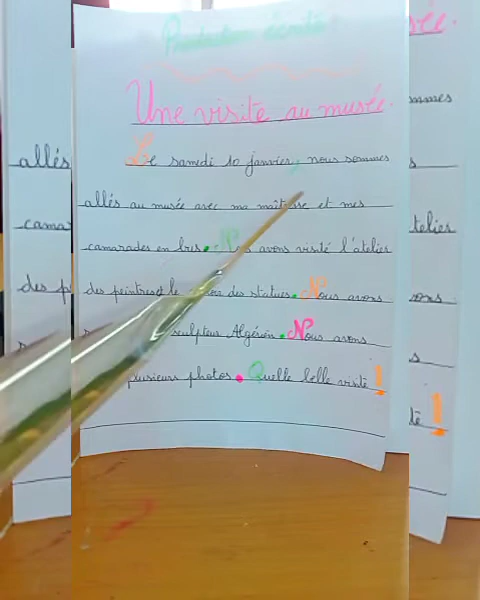 Production écrite
Une visite au musée.
Le samedi 10 janvier, nous sommes
allés au musée avec ma maîtresse et mes
camarades en bus. avons visité l'atelier
des peintres et le des statues. Nous avons
sculpteur Algérien. Nous avons
plusieurs photos. Quelle belle visite !